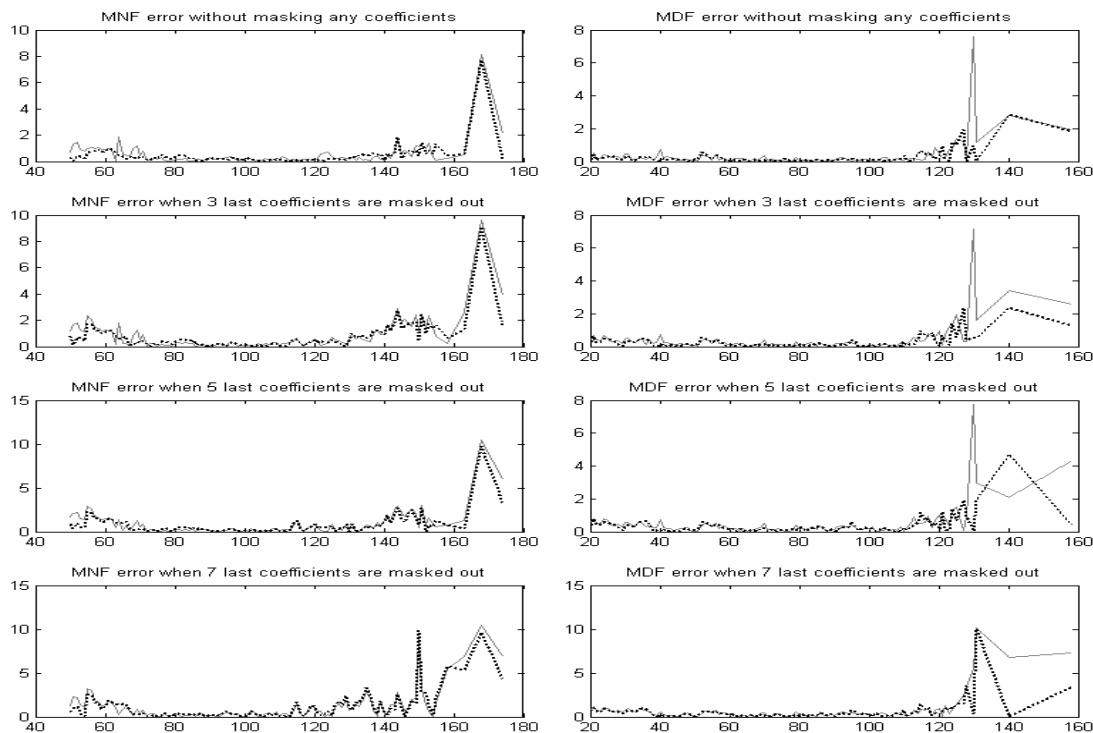 MNF error without masking any coefficients
10
8
6
4
2
0
40 60 80 100 120 140 160 180
MDF error without masking any coefficients
8
6
4
2
0
20 40 60 80 100 120 140 160
MNF error when 3 last coefficients are masked out
10
8
6
4
2
0
40 60 80 100 120 140 160 180
MDF error when 3 last coefficients are masked out
8
6
4
2
0
20 40 60 80 100 120 140 160
MNF error when 5 last coefficients are masked out
15
10
5
0
40 60 80 100 120 140 160 180
MDF error when 5 last coeficients are masked out
8
6
4
2
0
20 40 60 80 100 120 140 160
MNF error when 7 last coefficients are masked out
15
10
5
0
40 60 80 100 120 140 160 180
MDF error when 7 last coefficients are masked out
15
10
5
0
20 40 60 80 100 120 140 160